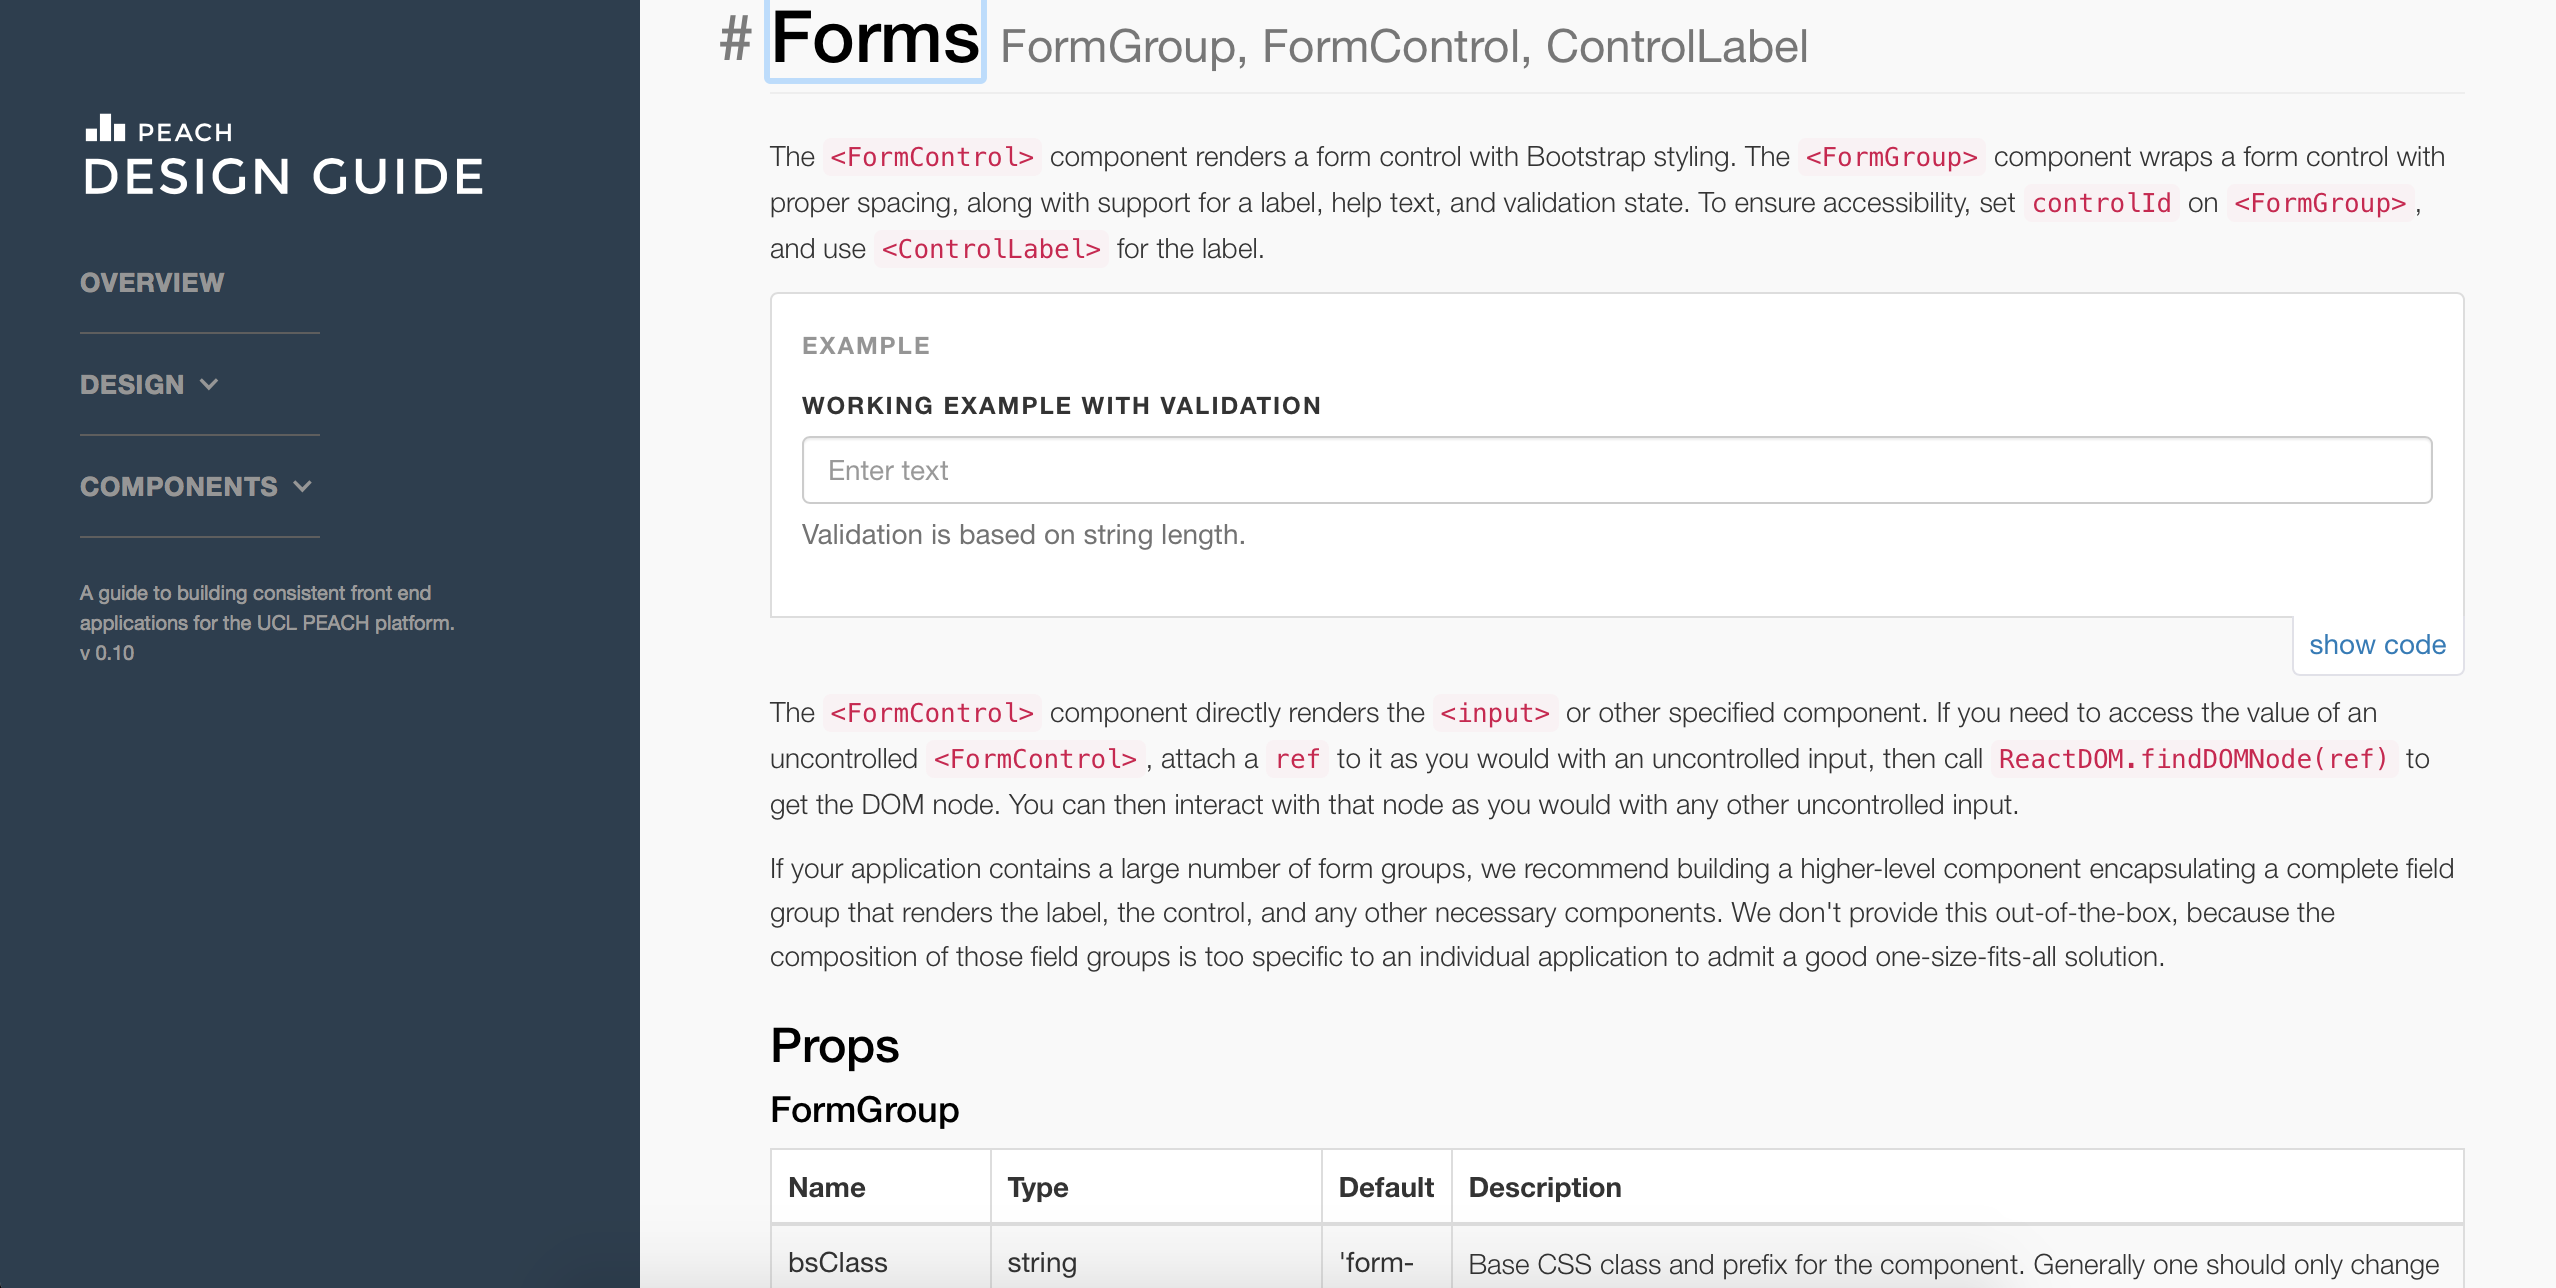 PEACH
DESIGN GUIDE
OVERVIEW
DESIGN
COMPONENTS
A guide to building consistent front end
applications for the UCL PEACH platform.
v 0.10
# Forms FormGroup, FormControl, ControlLabel
The <FormControl> component renders a form control with Bootstrap styling. The <FormGroup> component wraps a form control with
proper spacing, along with support for a label, help text, and validation state. To ensure accessibility, set controlId on <FormGroup>,
and use <ControlLabel> for the label.
EXAMPLE
WORKING EXAMPLE WITH VALIDATION
Enter text
Validation is based on string length.
show code
The <FormControl> component directly renders the <input> or other specified component. If you need to access the value of an
uncontrolled <FormControl>, attach a ref to it as you would with an uncontrolled input, then call ReactDOM.findDOMNode(ref) to
get the DOM node. You can then interact with that node as you would with any other uncontrolled input.
If your application contains a large number of form groups, we recommend building a higher-level component encapsulating a complete field
group that renders the label, the control, and any other necessary components. We don't provide this out-of-the-box, because the
composition of those field groups is too specific to an individual application to admit a good one-size-fits-all solution.
Props
FormGroup
Name Type Default Description
bsClass string 'form- Base CSS class and prefix for the component. Generally one should only change